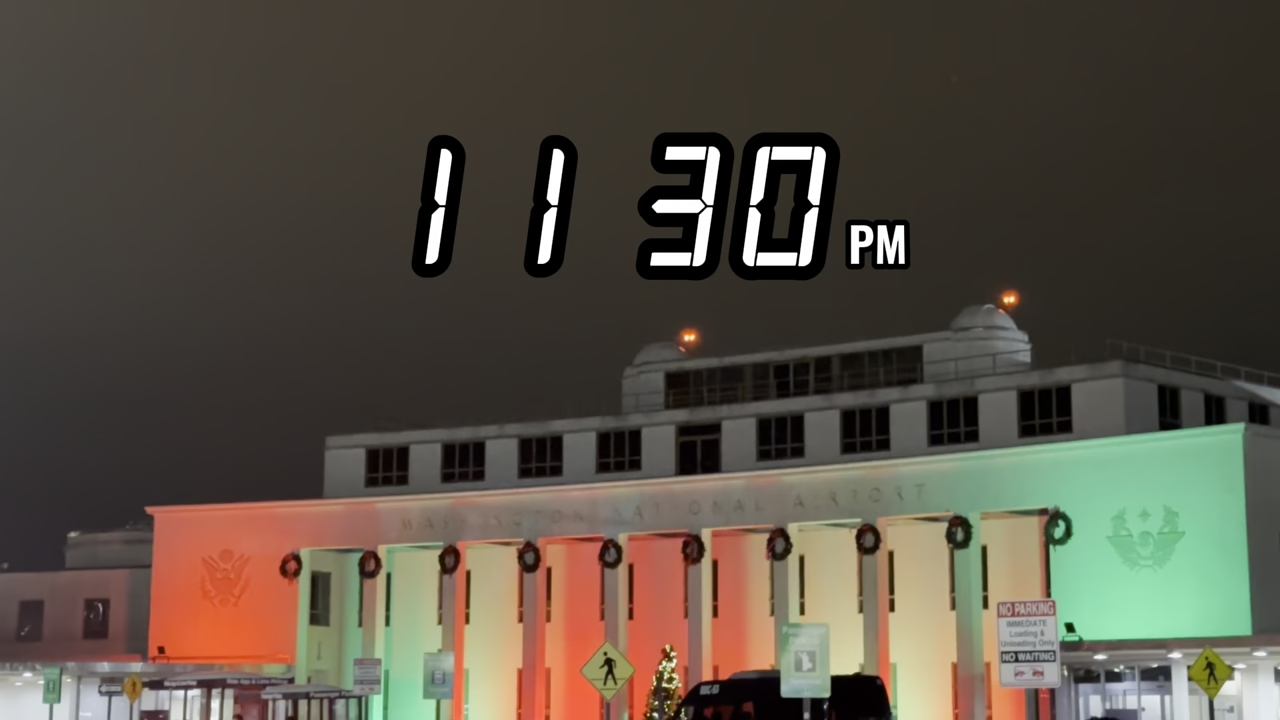 11 30 PM
WASHINGTON NATIONAL AIRPORT
NO PARKING
IMMEDIATE
Loading &
Unloading Only
NO WAITING